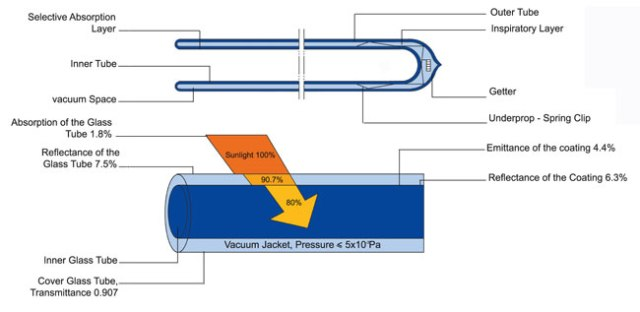 Selective Absorption
Layer
Outer Tube
Inspiratory Layer
Inner Tube
vacuum Space
Getter
Underprop - Spring Clip
Absorption of the Glass
Tube 1.8%
Reflectance of the
Glass Tube 7.5%
Sunlight 100%
90.7%
80%
Emittance of the coating 4.4%
Reflectance of the Coating 6.3%
Vacuum Jacket, Pressure ⩽
Inner Glass Tube
Cover Glass Tube,
Transmittance 0.907